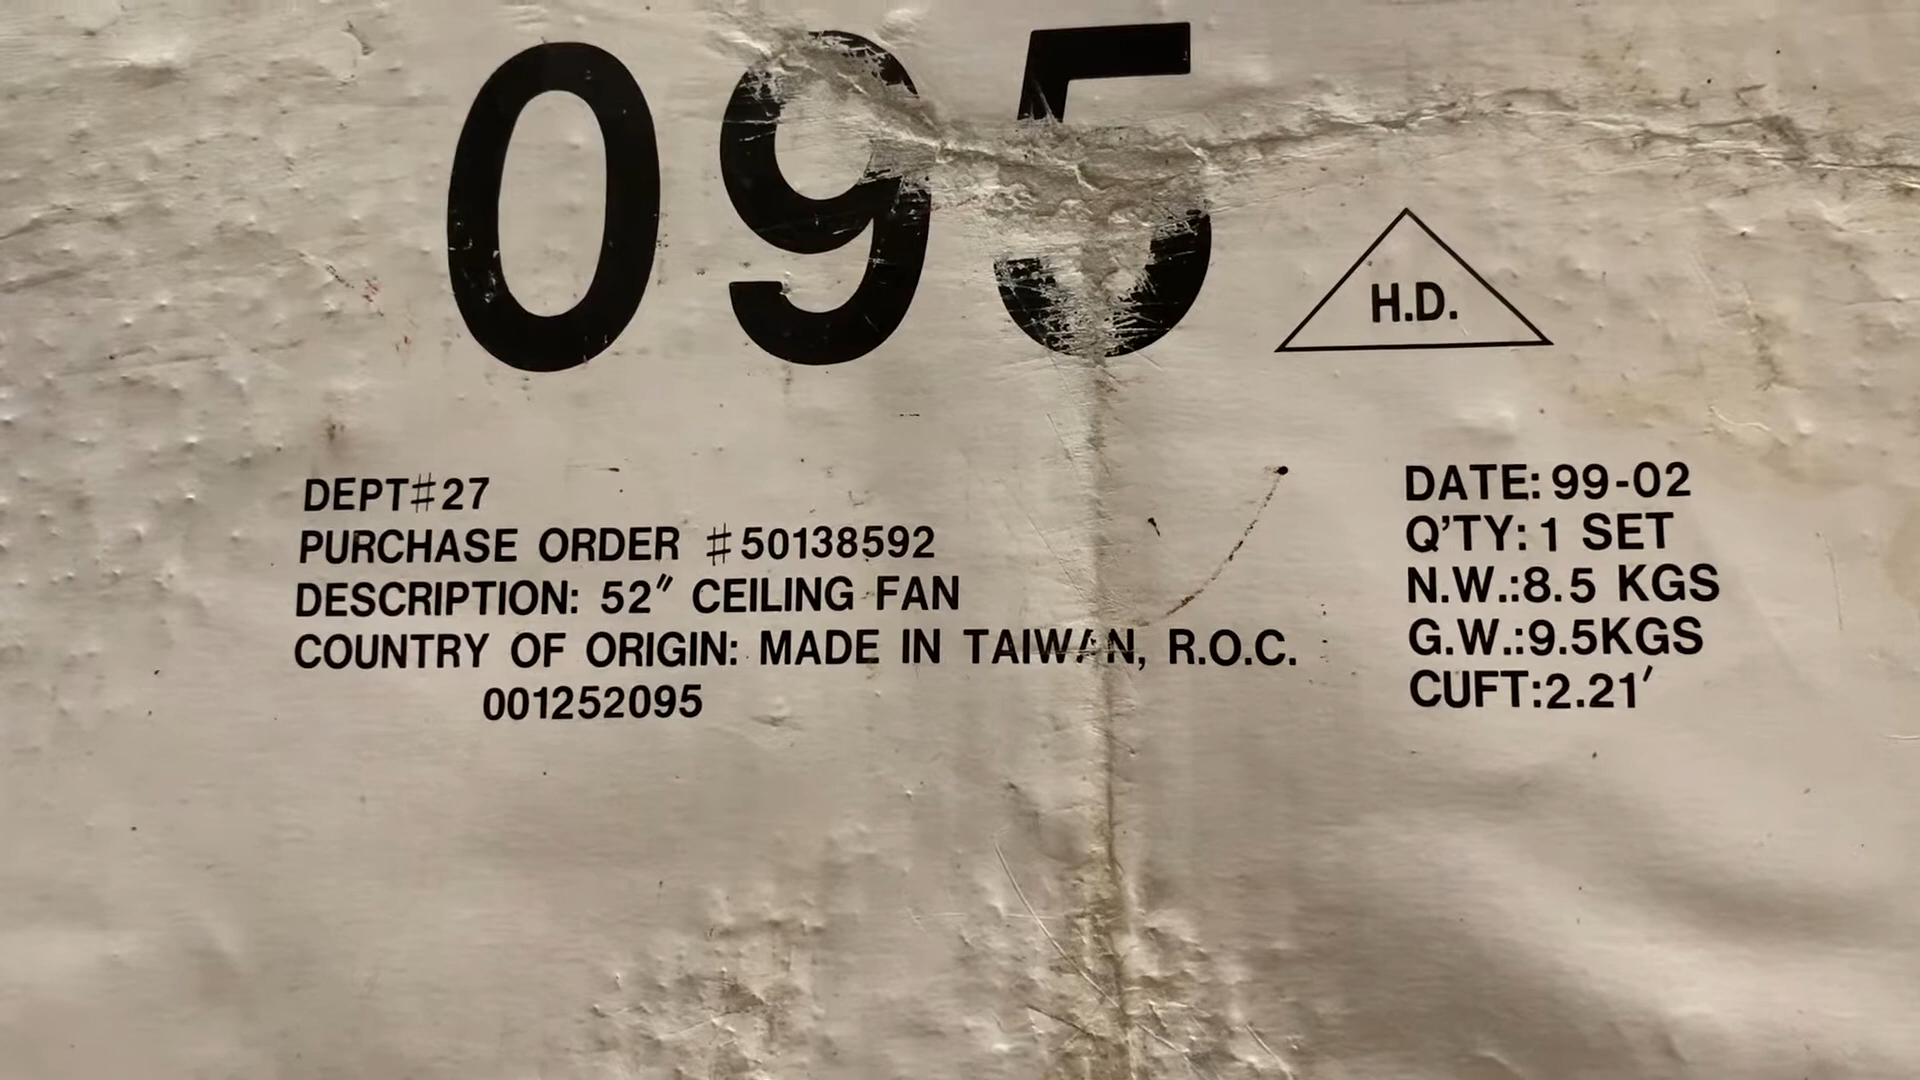 095
H.D.
DEPT#27
PURCHASE ORDER #50138592
DESCRIPTION: 52" CEILING FAN
COUNTRY OF ORIGIN: MADE IN TAIWAN, R.O.C.
001252095
DATE: 99-02
Q'TY: 1 SET
N.W.:8.5 KGS
G.W.:9.5KGS
CUFT:2.21'